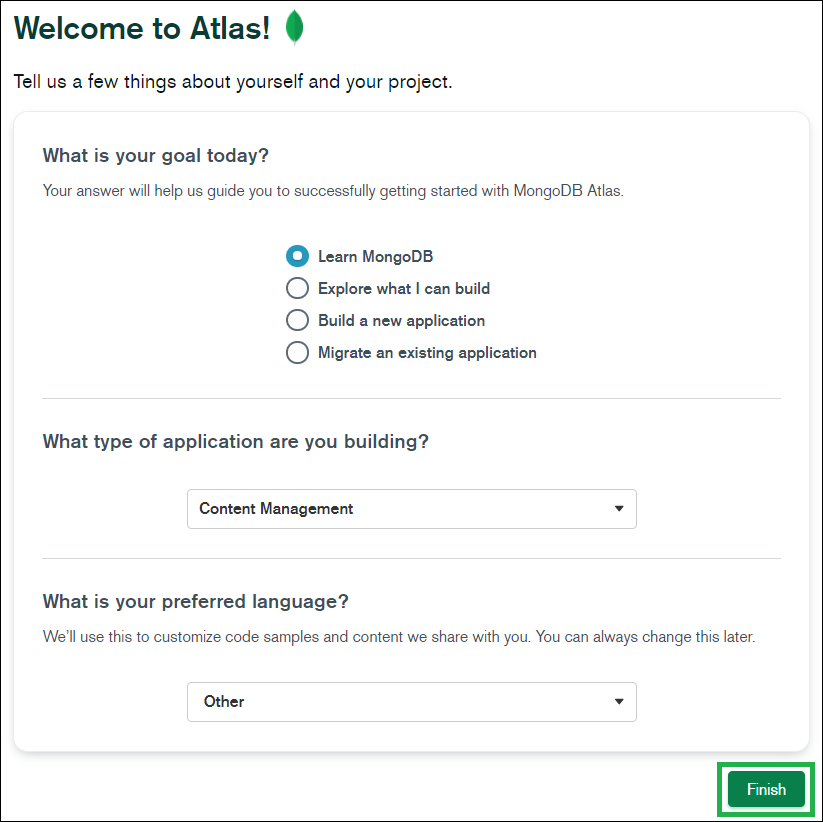 Welcome to Atlas!
Tell us a few things about yourself and your project.
What is your goal today?
Your answer will help us guide you to successfully getting started with MongoDB Atlas.
Learn MongoDB
Explore what I can build
Build a new application
Migrate an existing application
What type of application are you building?
Content Management
What is your preferred language?
We'll use this to customize code samples and content we share with you. You can always change this later.
Other
Finish